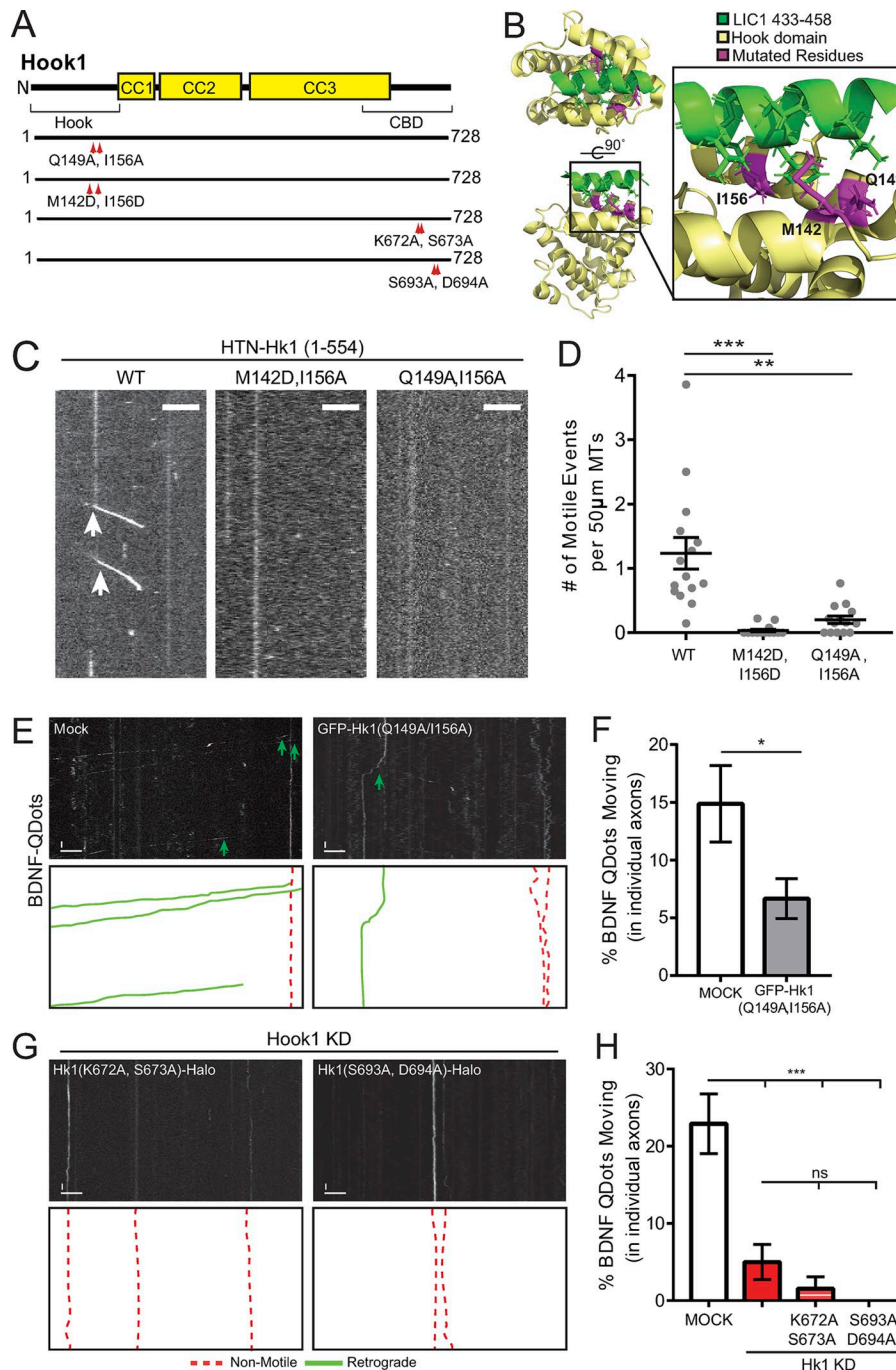 A
Hook1
N
CC1
CC2
CC3
Hook
CBD
1
728
Q149A, I156A
1
728
M142D, I156D
1
728
K672A, S673A
1
728
S693A, D694A
B
LIC1 433-458
Hook domain
Mutated Residues
90°
I156
M142
Q14
C
HTN-Hk1 (1-554)
WT
M142D,I156A
Q149A,I156A
D
***
**
# of Motile Events
per 50µm MTs
4
3
2
1
0
WT
M142D,
I156D
Q149A,
I156A
E
BDNF-QDots
Mock
GFP-Hk1(Q149A/I156A)
F
*
% BDNF QDots Moving
(in individual axons)
20
15
10
5
0
MOCK
GFP-Hk1
(Q149A,I156A)
G
Hook1 KD
Hk1(K672A, S673A)-Halo
Hk1(S693A, D694A)-Halo
Non-Motile
Retrograde
H
***
ns
% BDNF QDots Moving
(in individual axons)
30
20
10
0
MOCK
K672A
S673A
S693A
D694A
Hk1 KD